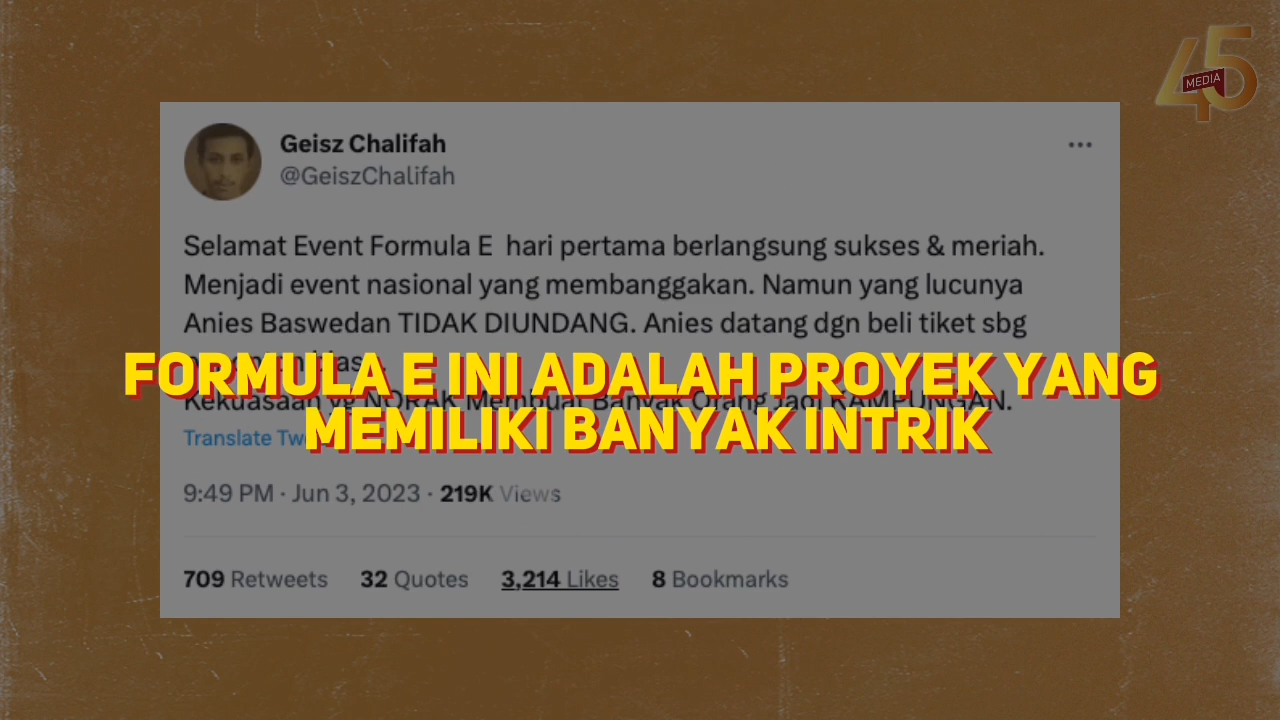 45
MEDIA
Geisz Chalifah
@GeiszChalifah
Selamat Event Formula E hari pertama berlangsung sukses & meriah.
Menjadi event nasional yang membanggakan. Namun yang lucunya
Anies Baswedan TIDAK DIUNDANG. Anies datang dgn beli tiket sbg
FORMULA E INI ADALAH PROYEK YANG
Kekuasaan yg NORAK Membuat Banyak Orang Jadi KAMPUNGAN.
MEMILIKI BANYAK INTRIK
Translate
9:49 PM · Jun 3, 2023 · 219K Views
709 Retweets 32 Quotes 3,214 Likes 8 Bookmarks